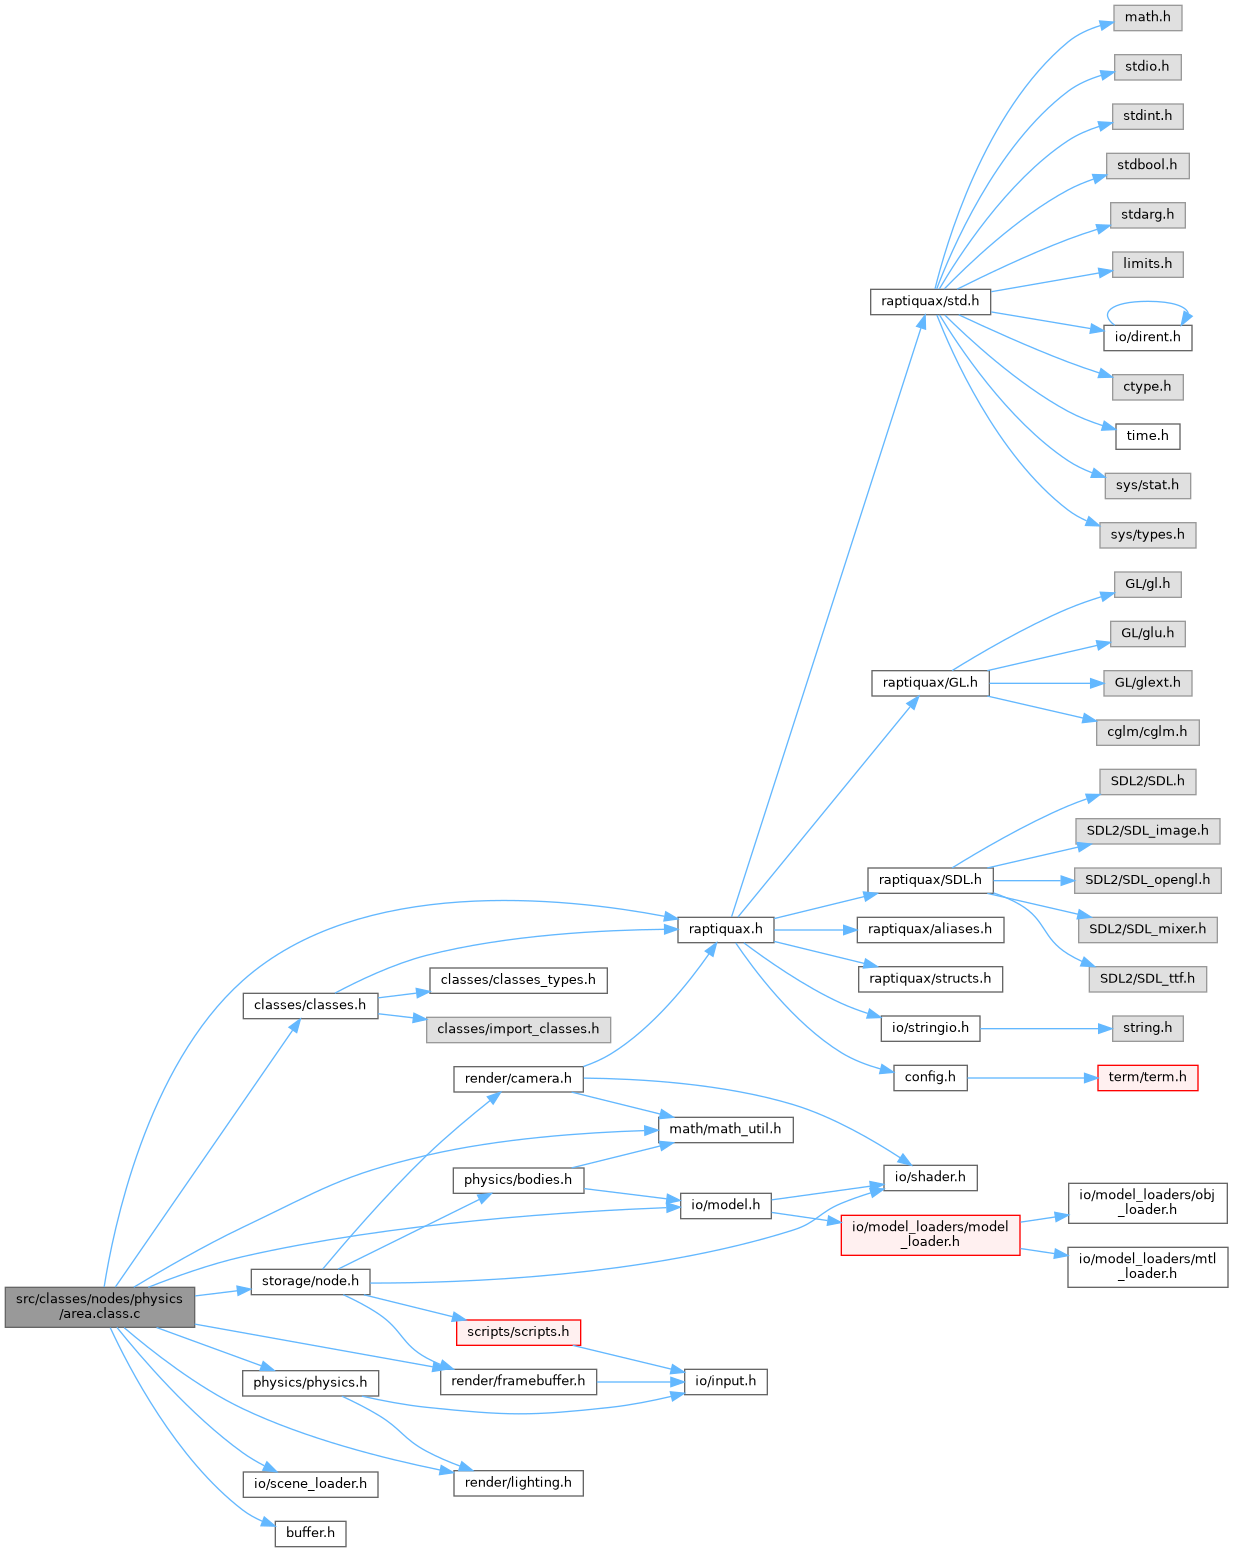 math.h
stdio.h
stdint.h
stdbool.h
stdarg.h
limits.h
raptiquax/std.h
io/dirent.h
ctype.h
time.h
sys/stat.h
sys/types.h
GL/gl.h
GL/glu.h
raptiquax/GL.h
GL/glext.h
cglm/cglm.h
SDL2/SDL.h
SDL2/SDL_image.h
raptiquax/SDL.h
SDL2/SDL_opengl.h
raptiquax.h
raptiquax/aliases.h
SDL2/SDL_mixer.h
classes/classes_types.h
raptiquax/structs.h
SDL2/SDL_ttf.h
classes/classes.h
classes/import_classes.h
io/stringio.h
string.h
render/camera.h
config.h
term/term.h
math/math_util.h
physics/bodies.h
io/shader.h
io/model.h
io/model_loaders/obj
_loader.h
io/model_loaders/model
_loader.h
io/model_loaders/mtl
_loader.h
storage/node.h
src/classes/nodes/physics
/area.class.c
scripts/scripts.h
physics/physics.h
render/framebuffer.h
io/input.h
io/scene_loader.h
render/lighting.h
buffer.h